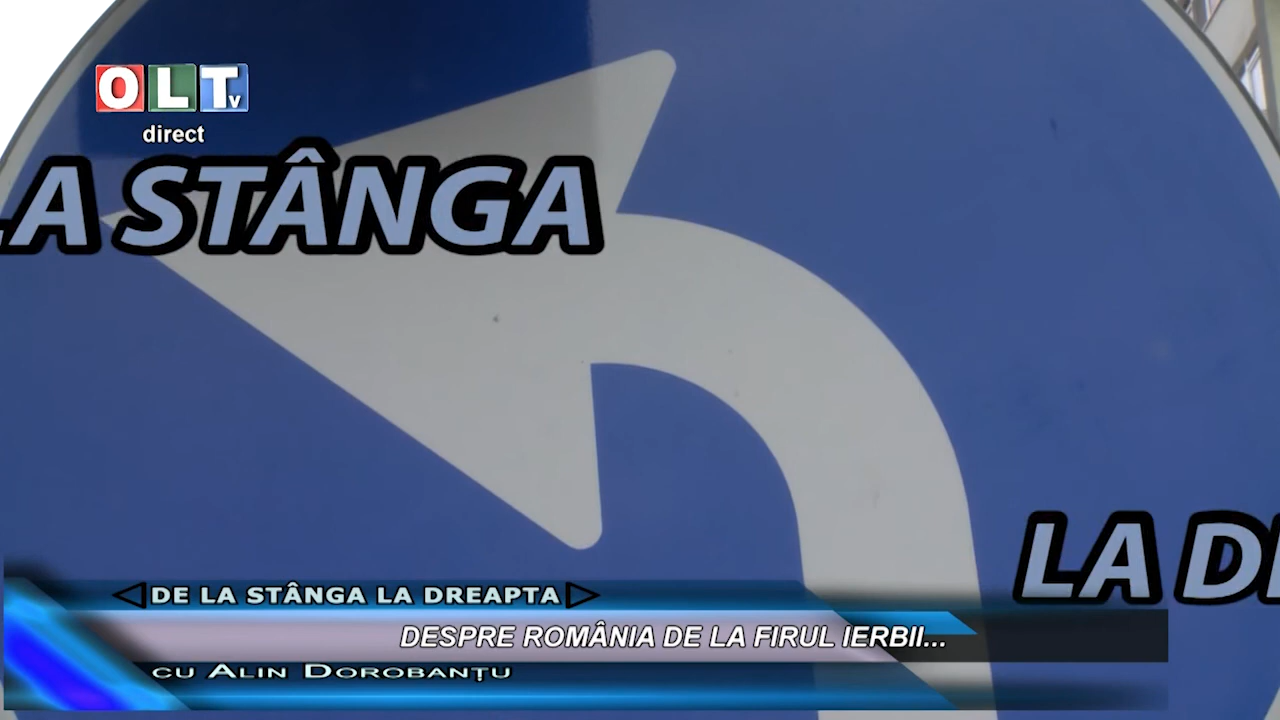 OLTv
direct
LA STÂNGA
LA
DE LA STÂNGA LA DREAPTA
DESPRE ROMÂNIA DE LA FIRUL IERBII...
cu Alin Dorobanțu